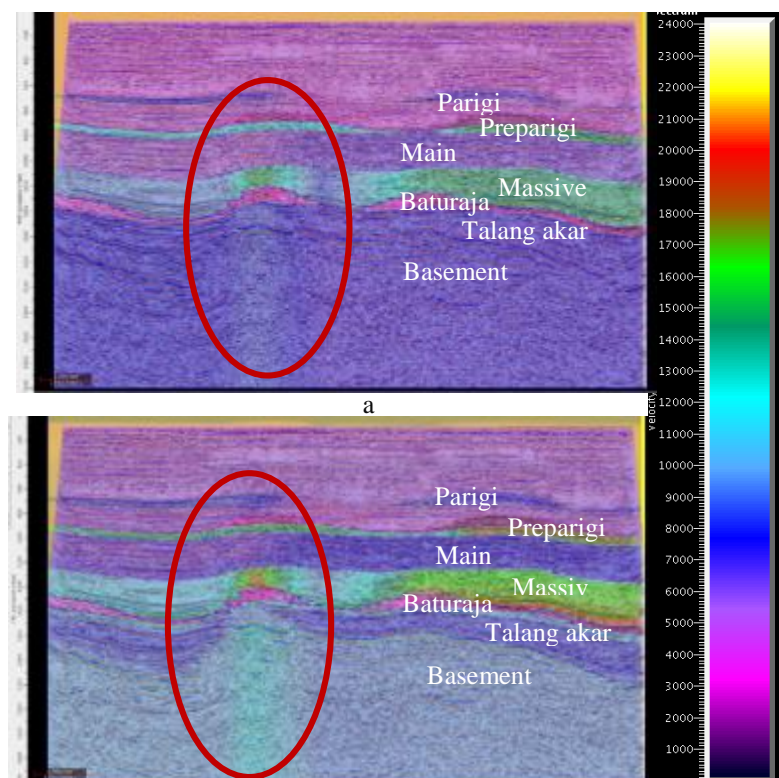 24000
23000
22000
21000
20000
19000
18000
17000
16000
15000
14000
13000
12000
11000
10000
9000
8000
7000
6000
5000
4000
3000
2000
1000
velocity
Parigi
Preparigi
Main
Massive
Baturaja
Talang akar
Basement
a
Parigi
Preparigi
Main
Massiv
Baturaja
Talang akar
Basement